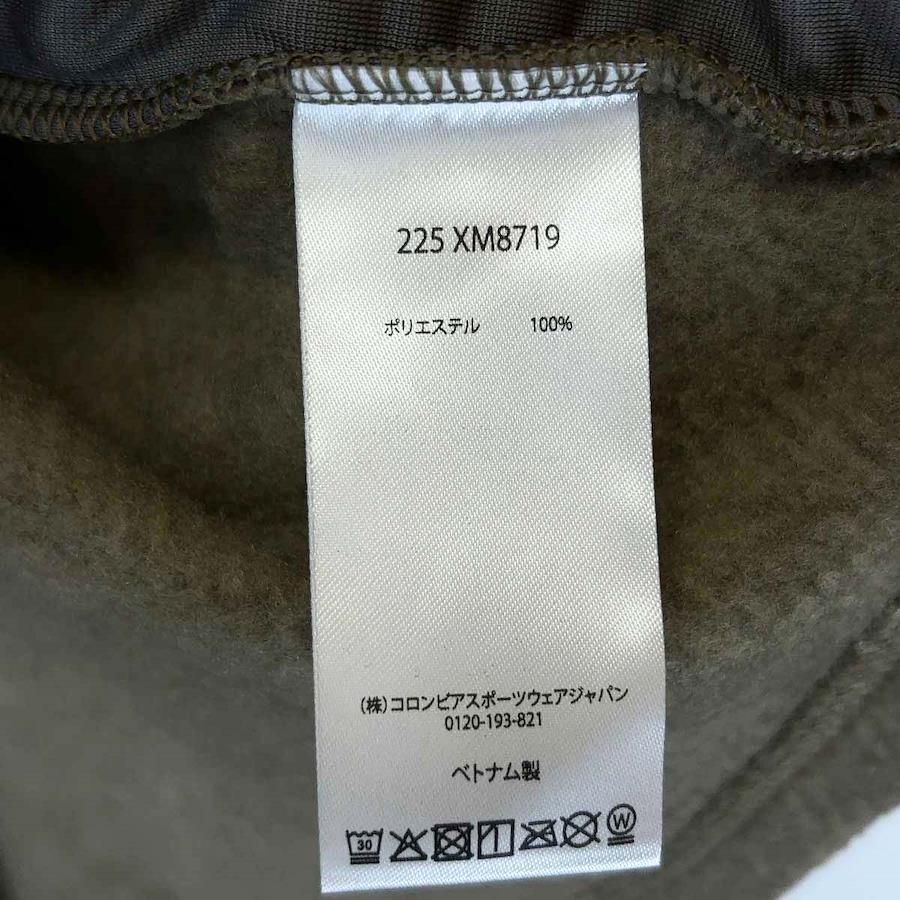 225 XM8719
ポリエステル 100%
(株)コロンビアスポーツウェアジャパン
0120-193-821
ベトナム製
30 W